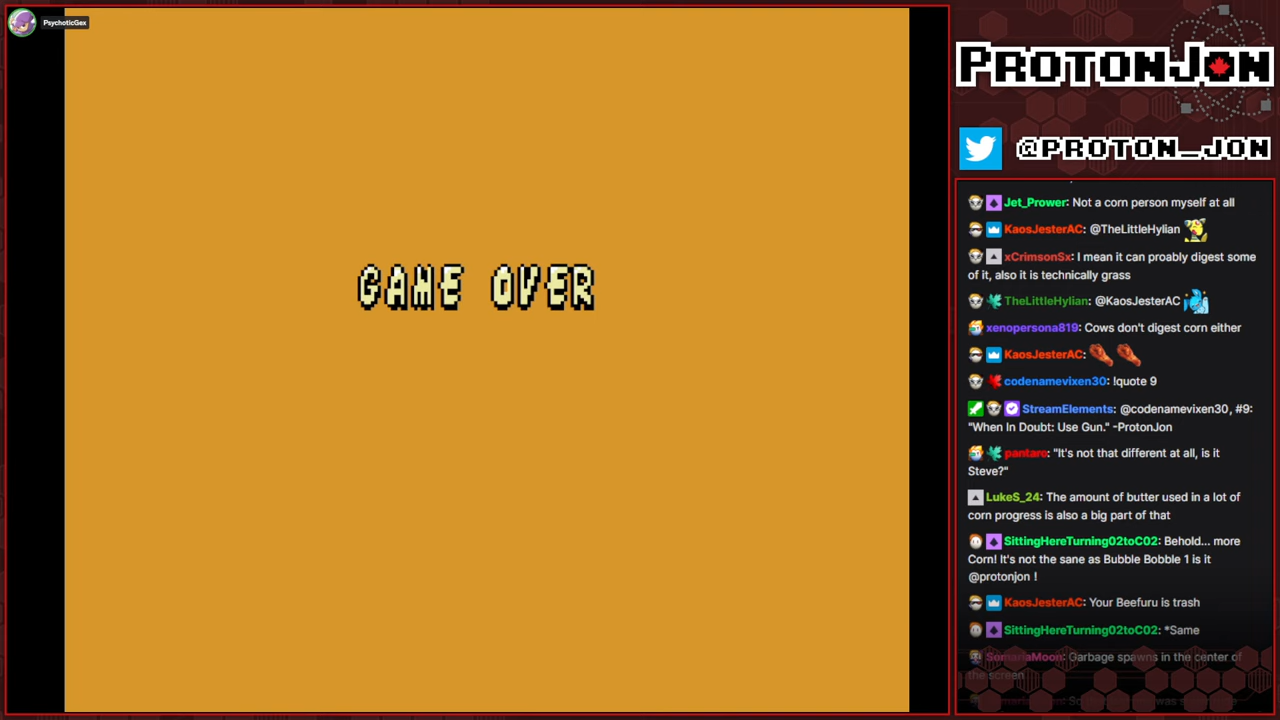 PsychoticGex
GAME OVER
PROTONJON
@PROTON_JON
Jet_Prower: Not a corn person myself at all
KaosJesterAC: @TheLittleHylian
xCrimsonSx: I mean it can proably digest some
of it, also it is technically grass
TheLittleHylian: @KaosJesterAC
xenopersona819: Cows don't digest corn either
KaosJesterAC:
codenamevixen30: !quote 9
StreamElements: @codenamevixen30, #9:
"When In Doubt: Use Gun." -ProtonJon
pantaro: "It's not that different at all, is it
Steve?"
LukeS_24: The amount of butter used in a lot of
corn progress is also a big part of that
SittingHereTurning02toC02: Behold... more
Corn! It's not the sane as Bubble Bobble 1 is it
@protonjon !
KaosJesterAC: Your Beefuru is trash
SittingHereTurning02toC02: *Same
SomariaMoon: Garbage spawns in the center of
the screen